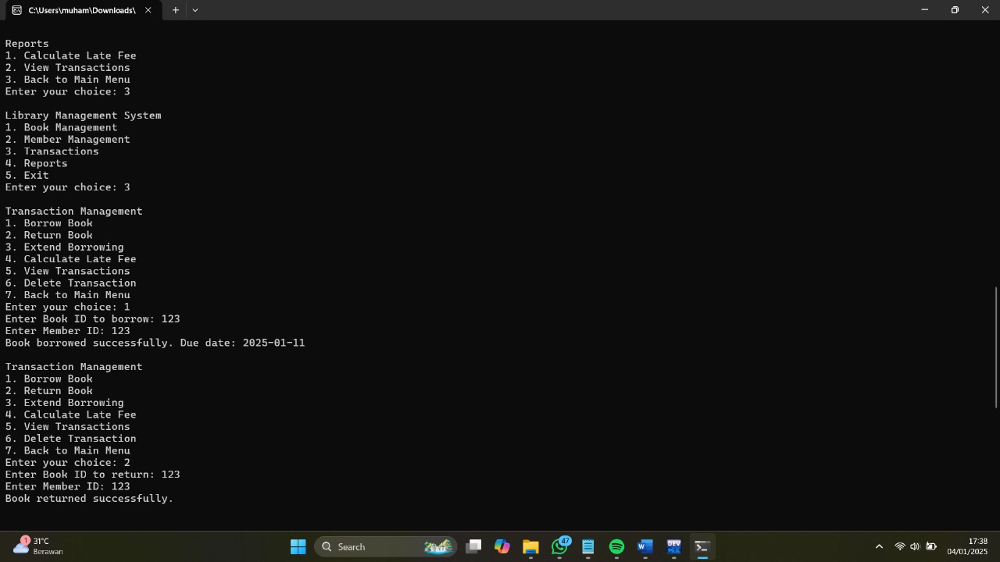 C:\Users\muham\Downloads\
Reports
1. Calculate Late Fee
2. View Transactions
3. Back to Main Menu
Enter your choice: 3
Library Management System
1. Book Management
2. Member Management
3. Transactions
4. Reports
5. Exit
Enter your choice: 3
Transaction Management
1. Borrow Book
2. Return Book
3. Extend Borrowing
4. Calculate Late Fee
5. View Transactions
6. Delete Transaction
7. Back to Main Menu
Enter your choice: 1
Enter Book ID to borrow: 123
Enter Member ID: 123
Book borrowed successfully. Due date: 2025-01-11
Transaction Management
1. Borrow Book
2. Return Book
3. Extend Borrowing
4. Calculate Late Fee
5. View Transactions
6. Delete Transaction
7. Back to Main Menu
Enter your choice: 2
Enter Book ID to return: 123
Enter Member ID: 123
Book returned successfully.
1
31°C
Berawan
Search
47
W
DEV
17:38
04/01/2025